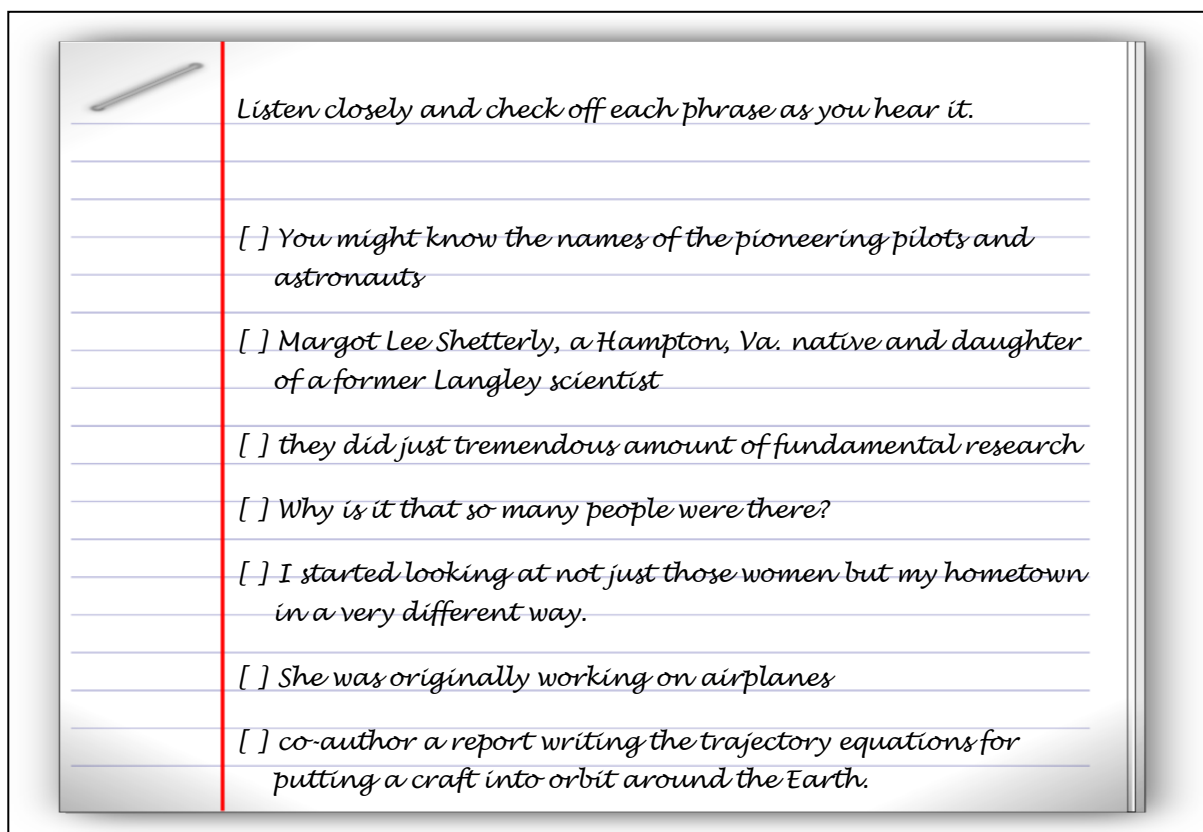 Listen closely and check off each phrase as you hear it.
[ ] You might know the names of the pioneering pilots and
astronauts
[ ] Margot Lee Shetterly, a Hampton, Va. native and daughter
of a former Langley scientist
[ ] they did just tremendous amount of fundamental research
[ ] Why is it that so many people were there?
[ ] I started looking at not just those women but my hometown
in a very different way.
[ ] She was originally working on airplanes
[ ] co-author a report writing the trajectory equations for
putting a craft into orbit around the Earth.